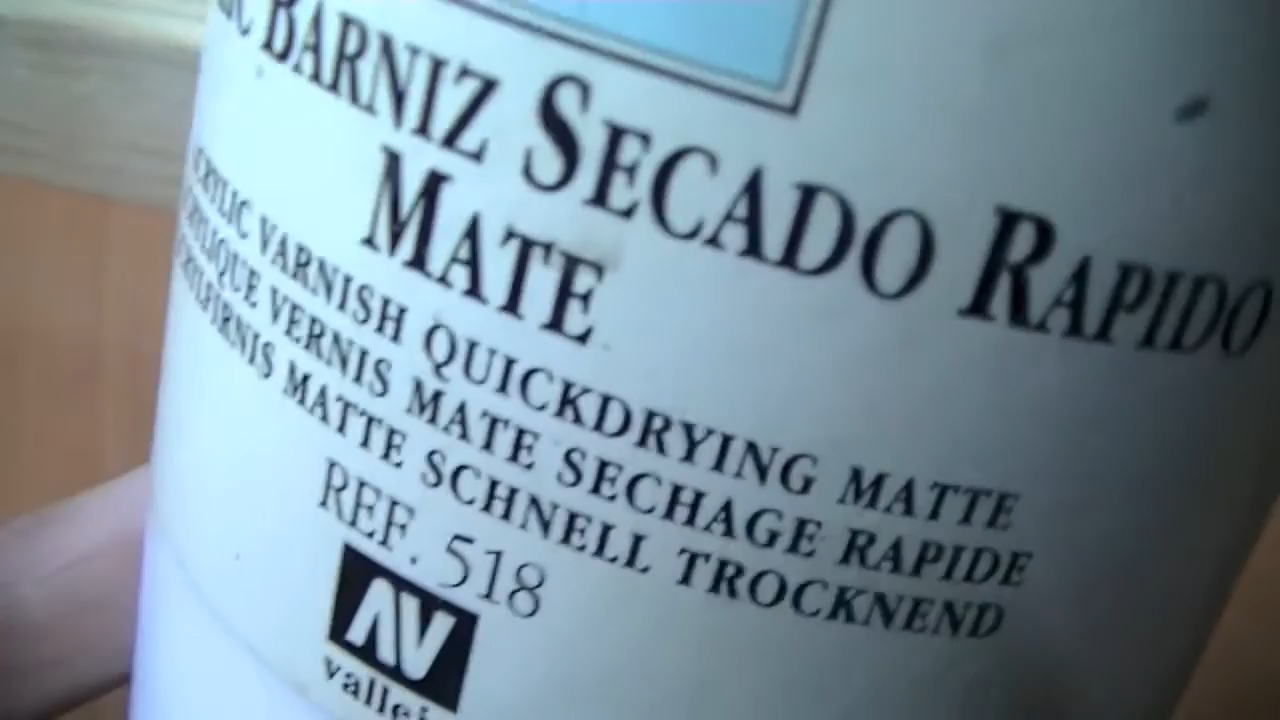 BARNIZ SECADO RAPIDO
MATE
VARNISH QUICKDRYING MATTE
VERNIS MATE SECHAGE RAPIDE
MATTE SCHNELL TROCKNEND
REF. 518
AV